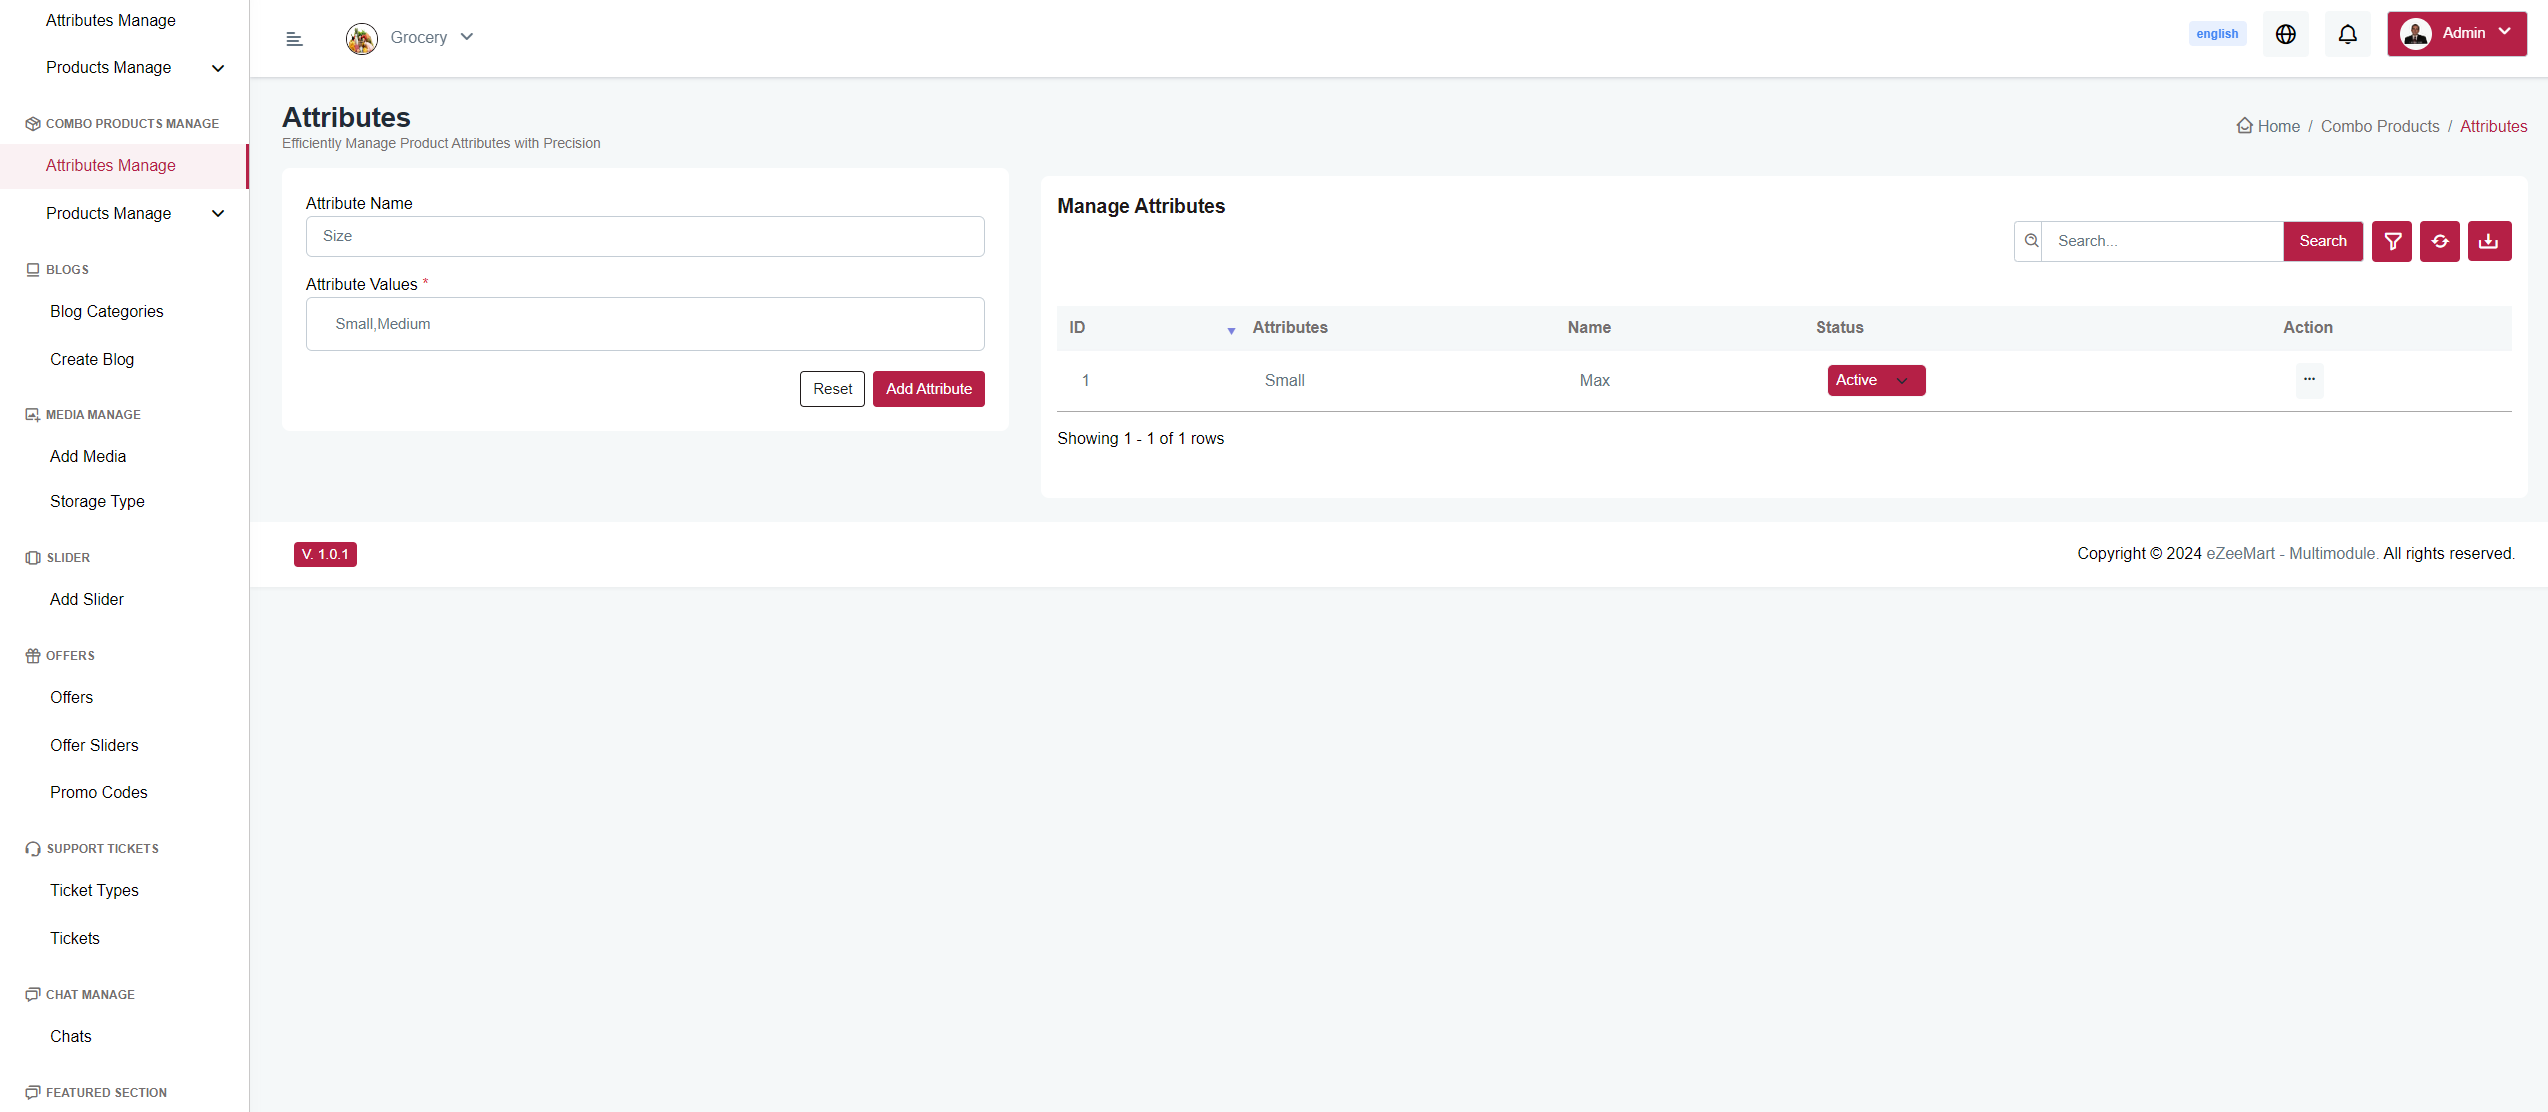 Attributes Manage
Products Manage
COMBO PRODUCTS MANAGE
Attributes Manage
Products Manage
BLOGS
Blog Categories
Create Blog
MEDIA MANAGE
Add Media
Storage Type
SLIDER
Add Slider
OFFERS
Offers
Offer Sliders
Promo Codes
SUPPORT TICKETS
Ticket Types
Tickets
CHAT MANAGE
Chats
FEATURED SECTION
Grocery
english
Admin
Attributes
Efficiently Manage Product Attributes with Precision
Home / Combo Products / Attributes
Attribute Name
Size
Attribute Values *
Small,Medium
Reset Add Attribute
Manage Attributes
Search... Search
ID Attributes Name Status Action
1 Small Max Active ...
Showing 1 - 1 of 1 rows
V. 1.0.1
Copyright © 2024 eZeeMart - Multimodule. All rights reserved.